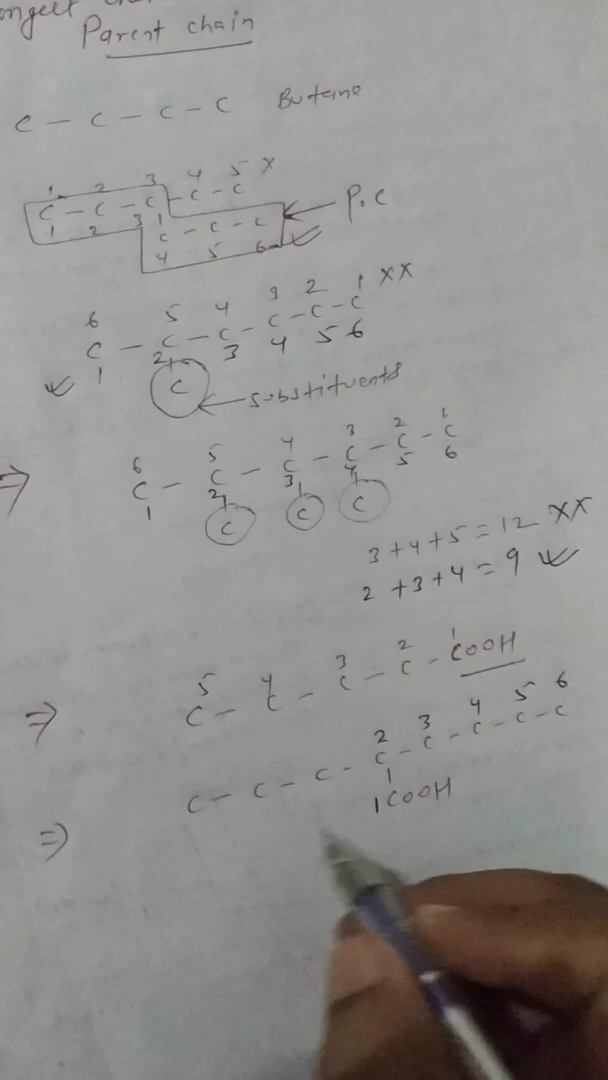 Parent chain
C - C - C - C Butane
1 2 3 4 5 X
C - C - C - C - C
1 2 3 C - C - C P.C
4 5 6
6 5 4 3 2 1 XX
C - C - C - C - C - C
1 2 3 4 5 6
C substituents
6 5 4 3 2 1
⇒ C - C - C - C - C - C
1 2 3 4 5 6
C C C
3 + 4 + 5 = 12 XX
2 + 3 + 4 = 9
5 4 3 2 1
⇒ C - C - C - C - COOH
2 3 4 5 6
⇒ C - C - C - C - C - C - C - C
1 COOH